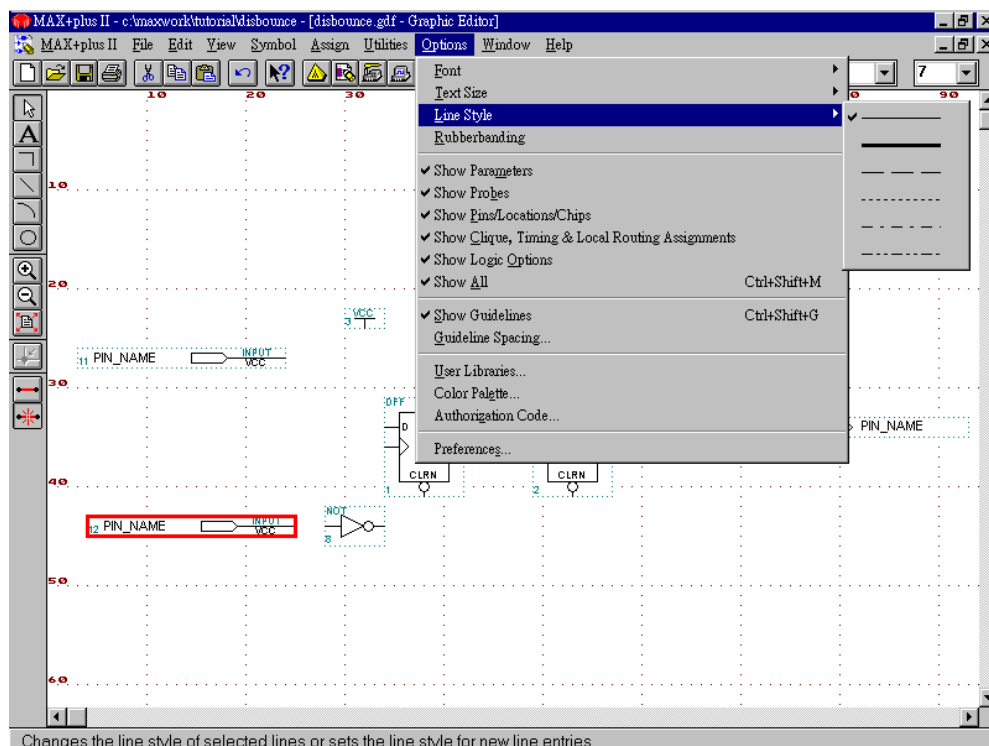 MAX+plus II - c:\maxwork\tutorial\disbounce - [disbounce.gdf - Graphic Editor]
MAX+plus II File Edit View Symbol Assign Utilities Options Window Help
7
Font
Text Size
Line Style
Rubberbanding
Show Parameters
Show Probes
Show Pins/Locations/Chips
Show Clique, Timing & Local Routing Assignments
Show Logic Options
Show All Ctrl+Shift+M
Show Guidelines Ctrl+Shift+G
Guideline Spacing...
User Libraries...
Color Palette...
Authorization Code...
Preferences...
10 20 30 90
A
10
20
VCC
3
11 PIN_NAME INPUT
VCC
30
DFF
D
PIN_NAME
CLRN CLRN
40
1 2
NOT
12 PIN_NAME INPUT
VCC
8
50
60
Changes the line style of selected lines or sets the line style for new line entries